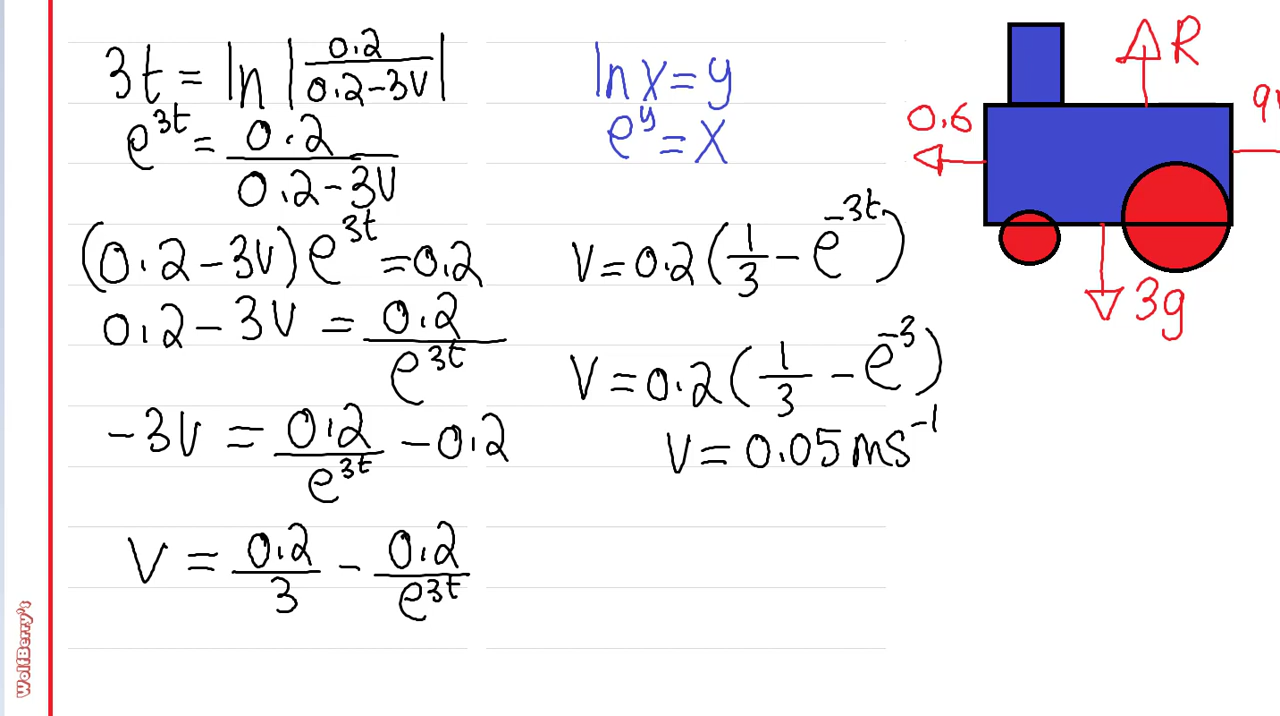 3t = ln |0.2/(0.2-3V)|
e^3t = 0.2/(0.2-3V)
(0.2-3V)e^3t = 0.2
0.2-3V = 0.2/e^3t
-3V = 0.2/e^3t - 0.2
V = 0.2/3 - 0.2/e^3t
ln x = y
e^y = x
V = 0.2(1/3 - e^-3t)
V = 0.2(1/3 - e^-3)
V = 0.05 ms^-1
R
0.6
3g